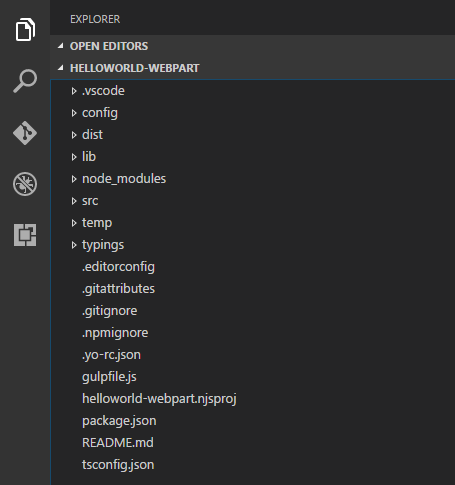 EXPLORER
OPEN EDITORS
HELLOWORLD-WEBPART
.vscode
config
dist
lib
node_modules
src
temp
typings
.editorconfig
.gitattributes
.gitignore
.npmignore
.yo-rc.json
gulpfile.js
helloworld-webpart.njsproj
package.json
README.md
tsconfig.json